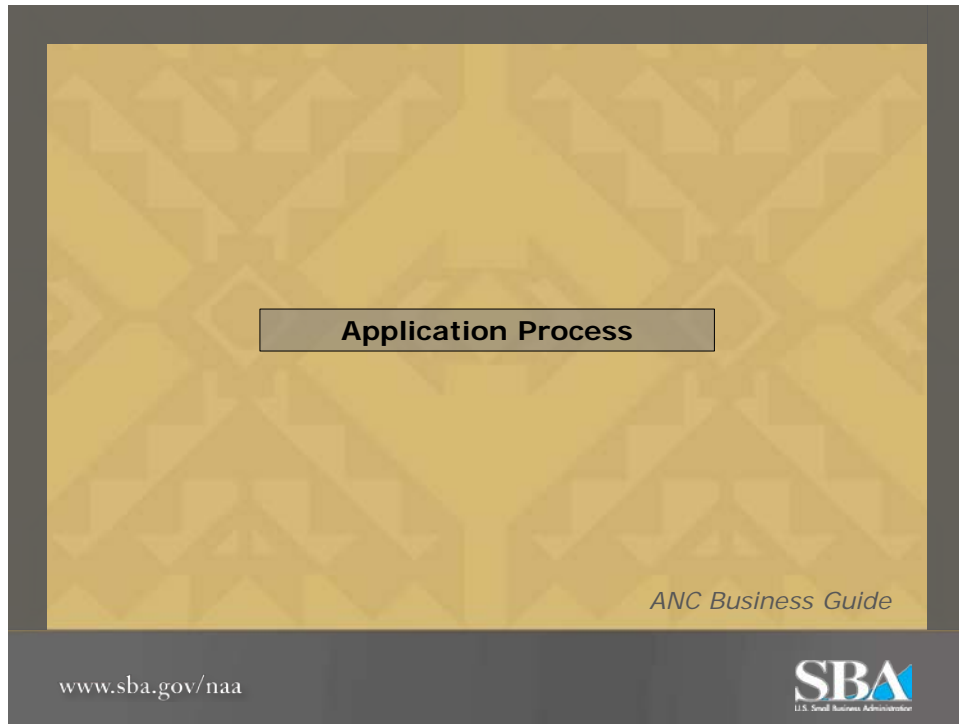 Application Process
ANC Business Guide
www.sba.gov/naa
SBA
U.S. Small Business Administration